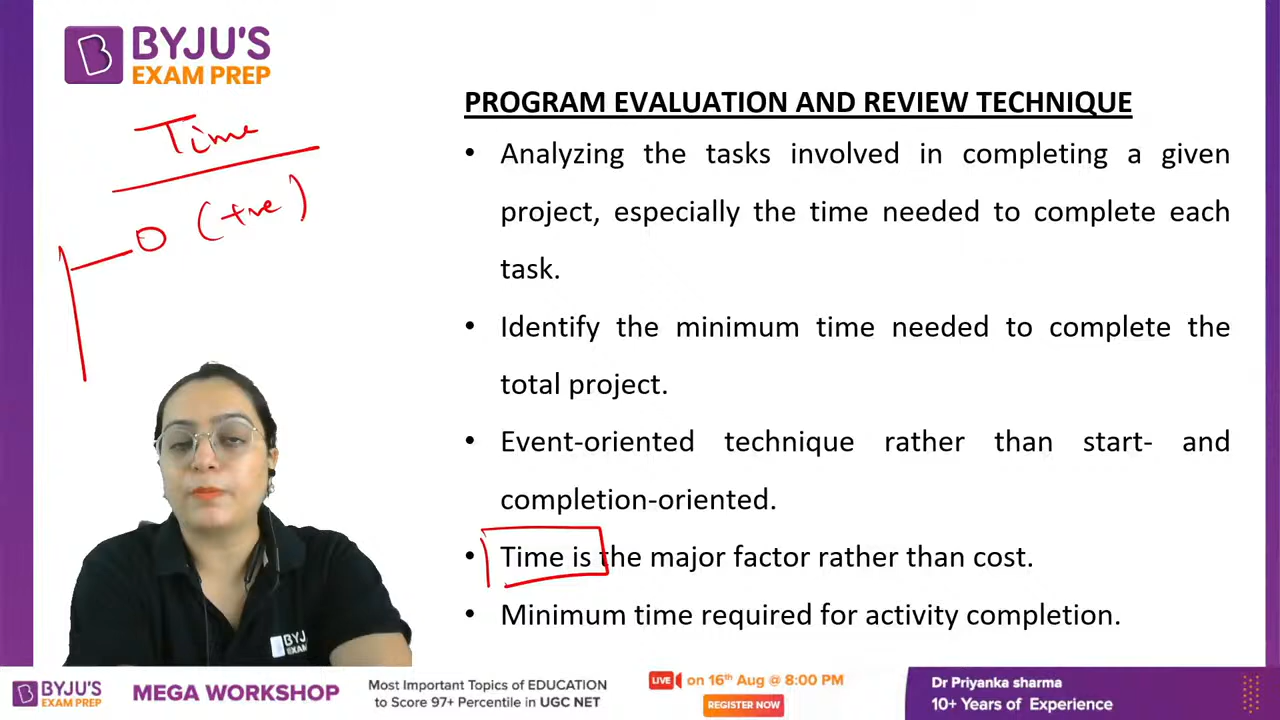 BYJU'S
EXAM PREP
PROGRAM EVALUATION AND REVIEW TECHNIQUE
Time
O (+ve)
• Analyzing the tasks involved in completing a given
project, especially the time needed to complete each
task.
• Identify the minimum time needed to complete the
total project.
• Event-oriented technique rather than start- and
completion-oriented.
• Time is the major factor rather than cost.
• Minimum time required for activity completion.
BYJU'S
EXAM
BYJU'S
EXAM PREP
MEGA WORKSHOP
Most Important Topics of EDUCATION
to Score 97+ Percentile in UGC NET
LIVE on 16th Aug @ 8:00 PM
REGISTER NOW
Dr Priyanka sharma
10+ Years of Experience